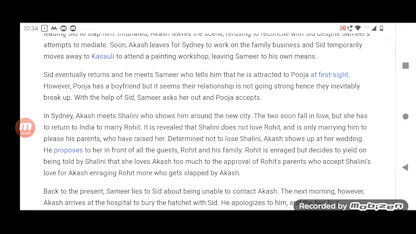 10:34
leading Sid to slap him. Infuriated, Akash leaves the scene, refusing to reconcile with Sid despite Sameer's
attempts to mediate. Soon, Akash leaves for Sydney to work on the family business and Sid temporarily
moves away to Kasauli to attend a painting workshop, leaving Sameer to his own means.
Sid eventually returns and he meets Sameer who tells him that he is attracted to Pooja at first-sight.
However, Pooja has a boyfriend but it seems their relationship is not going strong hence they inevitably
break up. With the help of Sid, Sameer asks her out and Pooja accepts.
In Sydney, Akash meets Shalini who shows him around the new city. The two soon fall in love, but she has
to return to India to marry Rohit. It is revealed that Shalini does not love Rohit, and is only marrying him to
please his parents, who have raised her. Determined not to lose Shalini, Akash shows up at her wedding.
He proposes to her in front of all the guests, Rohit and his family. Rohit is enraged but decides to yield on
being told by Shalini that she loves Akash too much to the approval of Rohit's parents who accept Shalini's
love for Akash enraging Rohit more who gets slapped by Akash.
Back to the present, Sameer lies to Sid about being unable to contact Akash. The next morning, however,
Akash arrives at the hospital to bury the hatchet with Sid. He apologizes to him, and
Recorded by Mobizen